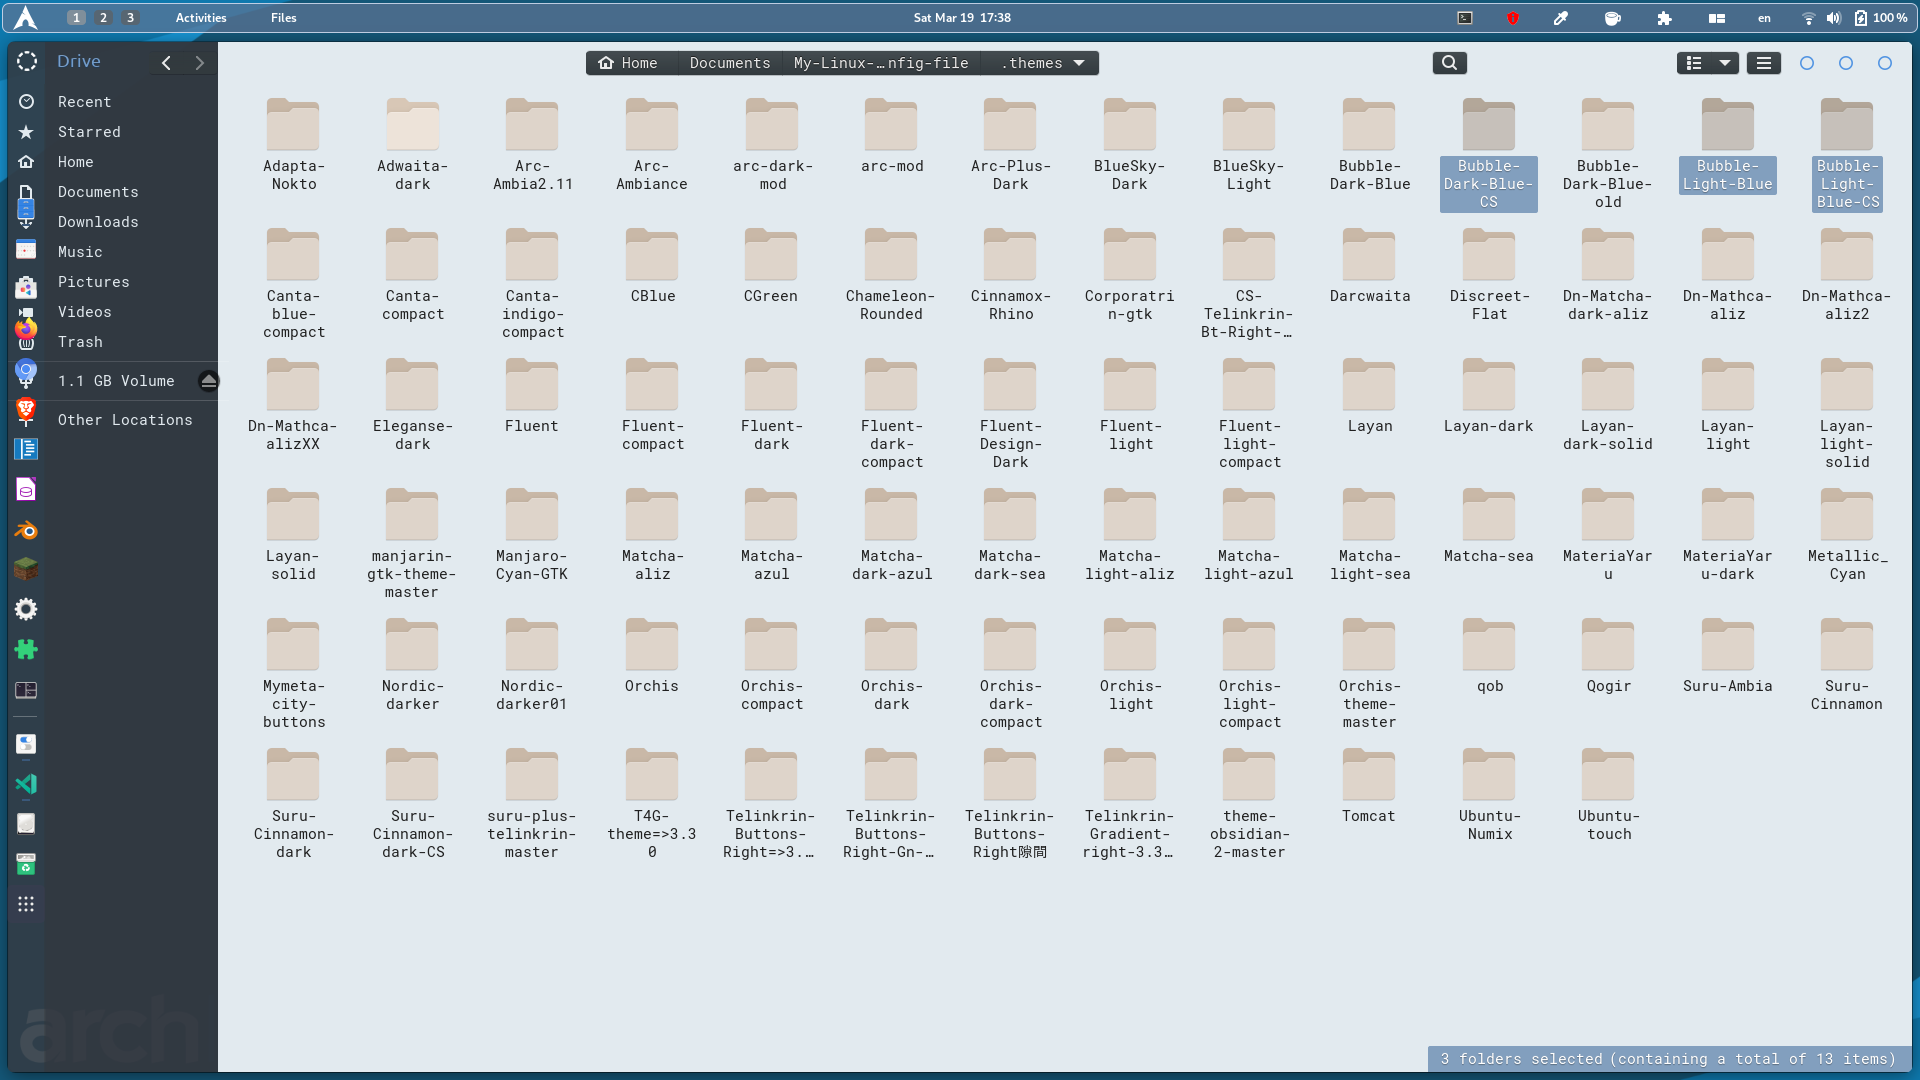 1 2 3 Activities Files Sat Mar 19 17:38 en 100 %
Drive
Home Documents My-Linux-…nfig-file .themes
Recent
Starred
Home
Documents
Downloads
Music
Pictures
Videos
Trash
1.1 GB Volume
Other Locations
Adapta-
Nokto
Adwaita-
dark
Arc-
Ambia2.11
Arc-
Ambiance
arc-dark-
mod
arc-mod
Arc-Plus-
Dark
BlueSky-
Dark
BlueSky-
Light
Bubble-
Dark-Blue
Bubble-
Dark-Blue-
CS
Bubble-
Dark-Blue-
old
Bubble-
Light-Blue
Bubble-
Light-
Blue-CS
Canta-
blue-
compact
Canta-
compact
Canta-
indigo-
compact
CBlue
CGreen
Chameleon-
Rounded
Cinnamox-
Rhino
Corporatri
n-gtk
CS-
Telinkrin-
Bt-Right-…
Darcwaita
Discreet-
Flat
Dn-Matcha-
dark-aliz
Dn-Mathca-
aliz
Dn-Mathca-
aliz2
Dn-Mathca-
alizXX
Eleganse-
dark
Fluent
Fluent-
compact
Fluent-
dark
Fluent-
dark-
compact
Fluent-
Design-
Dark
Fluent-
light
Fluent-
light-
compact
Layan
Layan-dark
Layan-
dark-solid
Layan-
light
Layan-
light-
solid
Layan-
solid
manjarin-
gtk-theme-
master
Manjaro-
Cyan-GTK
Matcha-
aliz
Matcha-
azul
Matcha-
dark-azul
Matcha-
dark-sea
Matcha-
light-aliz
Matcha-
light-azul
Matcha-
light-sea
Matcha-sea
MateriaYar
u
MateriaYar
u-dark
Metallic_
Cyan
Mymeta-
city-
buttons
Nordic-
darker
Nordic-
darker01
Orchis
Orchis-
compact
Orchis-
dark
Orchis-
dark-
compact
Orchis-
light
Orchis-
light-
compact
Orchis-
theme-
master
qob
Qogir
Suru-Ambia
Suru-
Cinnamon
Suru-
Cinnamon-
dark
Suru-
Cinnamon-
dark-CS
suru-plus-
telinkrin-
master
T4G-
theme=>3.3
0
Telinkrin-
Buttons-
Right=>3.…
Telinkrin-
Buttons-
Right-Gn-…
Telinkrin-
Buttons-
Right隙間
Telinkrin-
Gradient-
right-3.3…
theme-
obsidian-
2-master
Tomcat
Ubuntu-
Numix
Ubuntu-
touch
arch
3 folders selected (containing a total of 13 items)